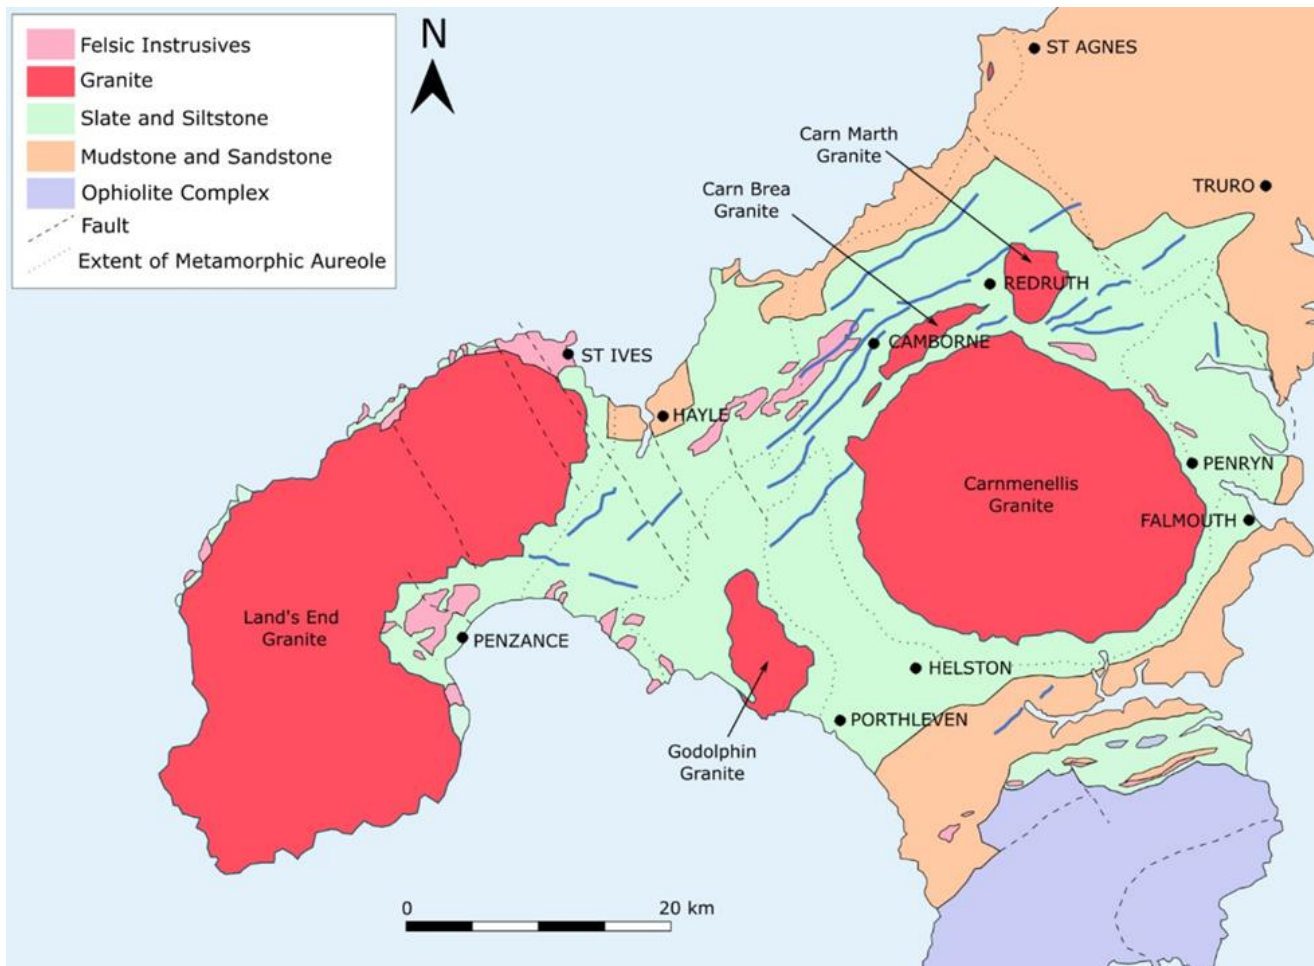 Felsic Instrusives
Granite
Slate and Siltstone
Mudstone and Sandstone
Ophiolite Complex
Fault
Extent of Metamorphic Aureole
N
ST AGNES
Carn Marth
Granite
Carn Brea
Granite
TRURO
REDRUTH
CAMBORNE
ST IVES
HAYLE
Carnmenellis
Granite
PENRYN
FALMOUTH
Land's End
Granite
PENZANCE
HELSTON
PORTHLEVEN
Godolphin
Granite
0
20 km